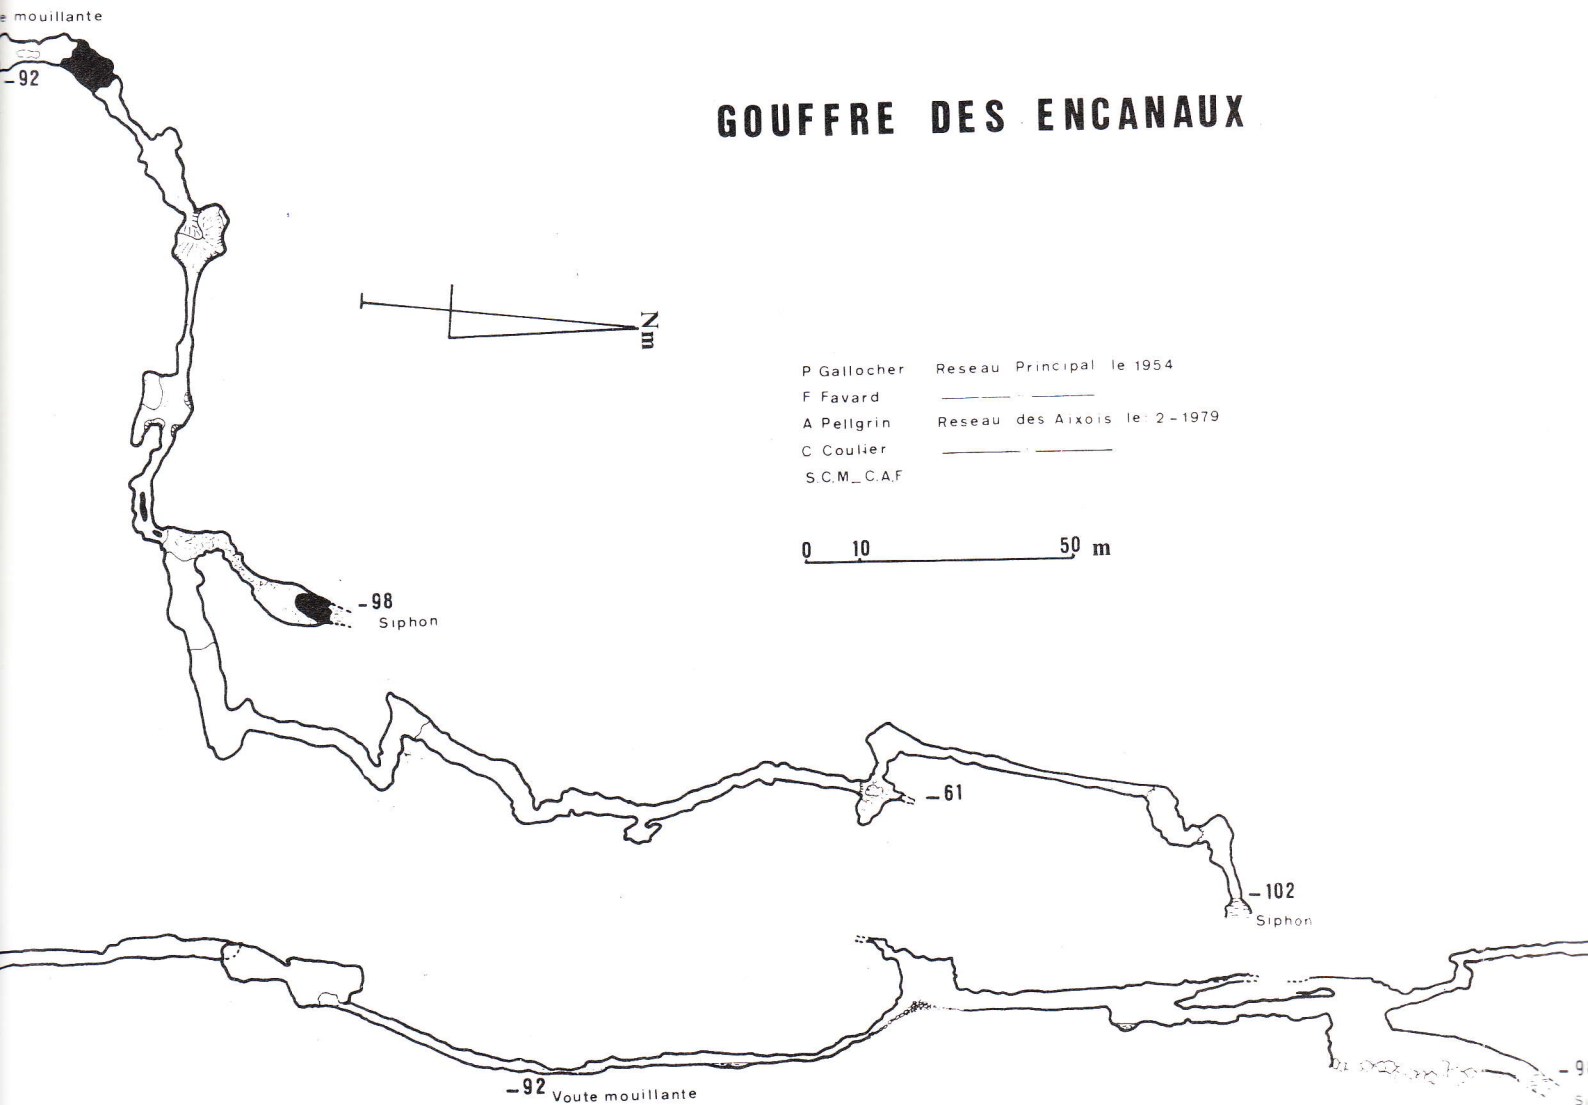 mouillante
-92
GOUFFRE DES ENCANAUX
Nm
P Gallocher Reseau Principal le 1954
F Favard
A Pellgrin Reseau des Aixois le 2-1979
C Coulier
S.C.M_C.A.F
0 10 50 m
-98
Siphon
-61
-102
Siphon
-92 Voute mouillante